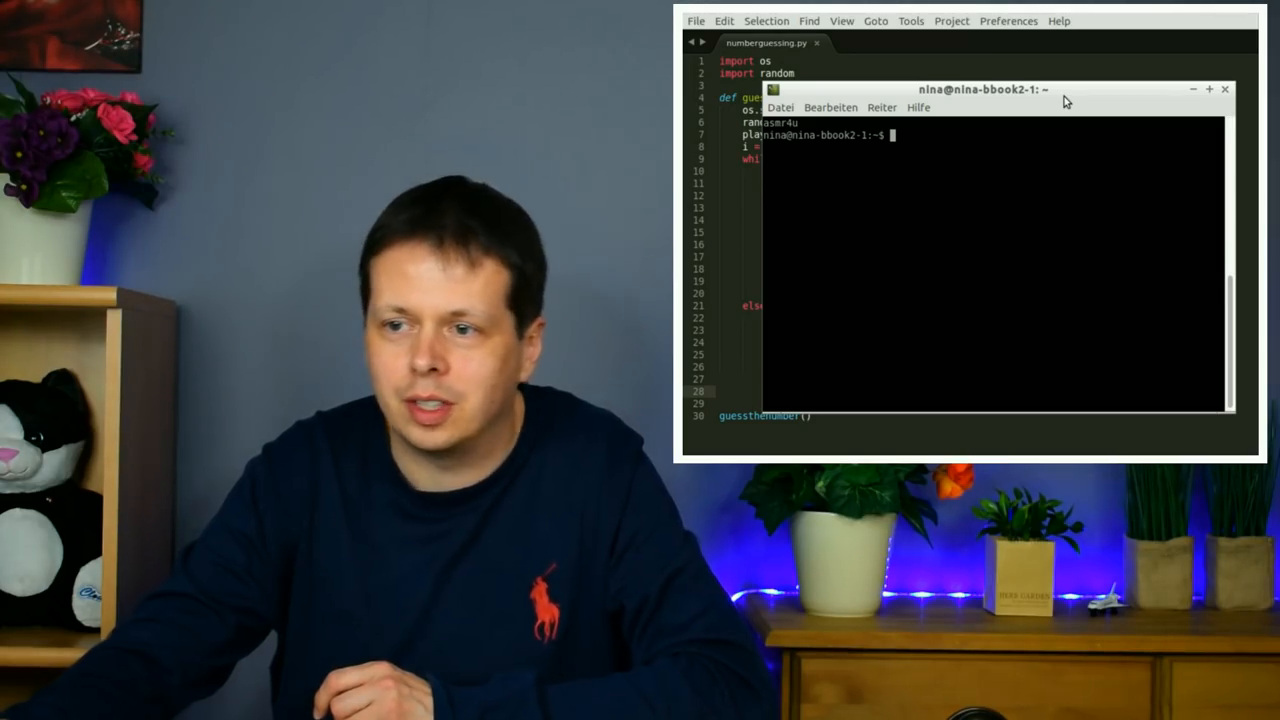 File Edit Selection Find View Goto Tools Project Preferences Help
numberguessing.py ×
1 import os
2 import random
3
4 def gues
5 os.
6 ran
7 pla
8 i =
9 whi
10
11
12
13
14
15
16
17
18
19
20
21 else
22
23
24
25
26
27
28
29
30 guessthenumber()
nina@nina-bbook2-1: ~
Datei Bearbeiten Reiter Hilfe
asmr4u
nina@nina-bbook2-1:~$
HERB GARDEN